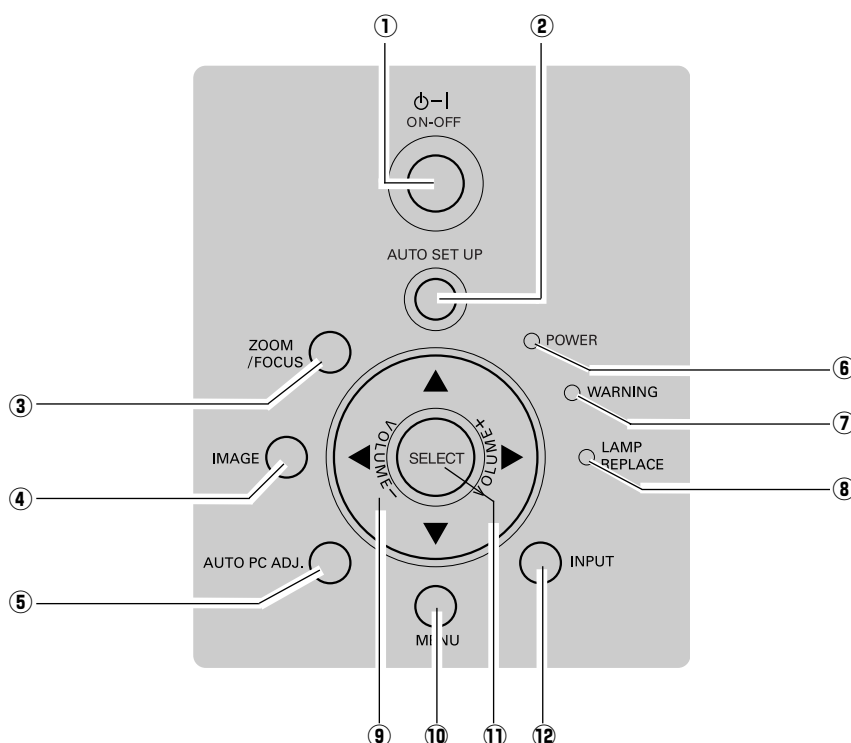 ① ②
⏻–|
ON-OFF
AUTO SET UP
ZOOM
/FOCUS
POWER
⑥
③
WARNING
⑦
VOLUME−
VOLUME+
IMAGE
SELECT
LAMP
REPLACE
④
⑧
AUTO PC ADJ.
INPUT
⑤
MENU
⑨ ⑩ ⑪ ⑫